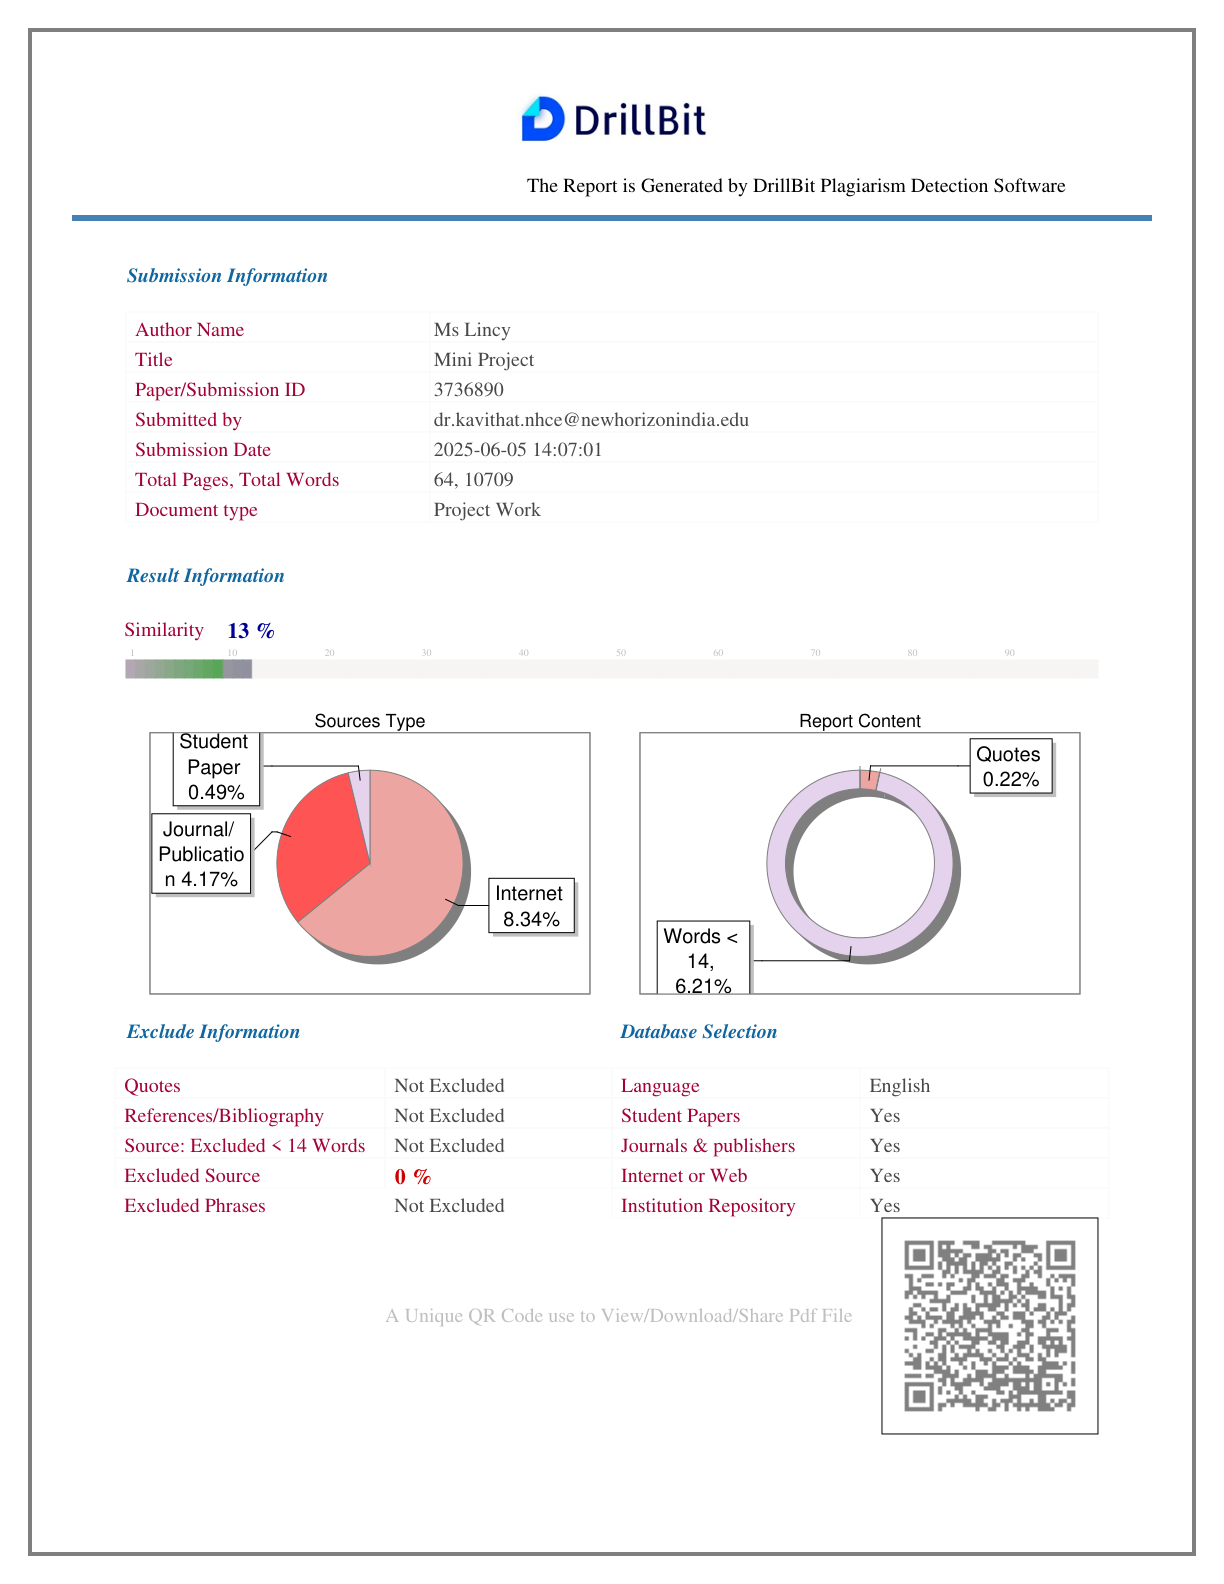 DrillBit
The Report is Generated by DrillBit Plagiarism Detection Software
Submission Information
Author Name Ms Lincy
Title Mini Project
Paper/Submission ID 3736890
Submitted by dr.kavithat.nhce@newhorizonindia.edu
Submission Date 2025-06-05 14:07:01
Total Pages, Total Words 64, 10709
Document type Project Work
Result Information
Similarity 13 %
1 10 20 30 40 50 60 70 80 90
Sources Type
Student
Paper
0.49%
Journal/
Publicatio
n 4.17%
Internet
8.34%
Report Content
Quotes
0.22%
Words <
14,
6.21%
Exclude Information
Quotes Not Excluded
References/Bibliography Not Excluded
Source: Excluded < 14 Words Not Excluded
Excluded Source 0 %
Excluded Phrases Not Excluded
Database Selection
Language English
Student Papers Yes
Journals & publishers Yes
Internet or Web Yes
Institution Repository Yes
A Unique QR Code use to View/Download/Share Pdf File